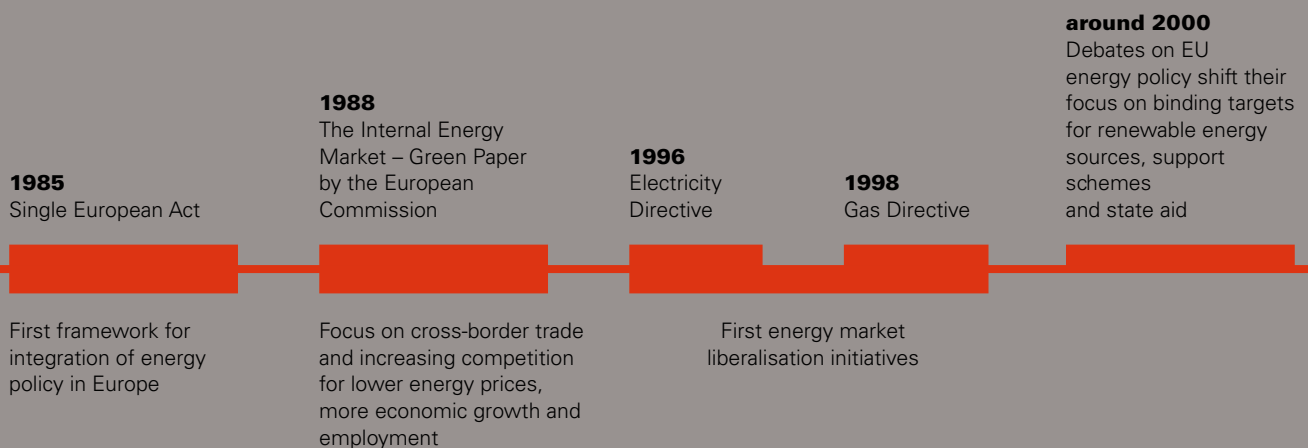 1985
Single European Act
First framework for
integration of energy
policy in Europe
1988
The Internal Energy
Market – Green Paper
by the European
Commission
Focus on cross-border trade
and increasing competition
for lower energy prices,
more economic growth and
employment
1996
Electricity
Directive
1998
Gas Directive
First energy market
liberalisation initiatives
around 2000
Debates on EU
energy policy shift their
focus on binding targets
for renewable energy
sources, support
schemes
and state aid